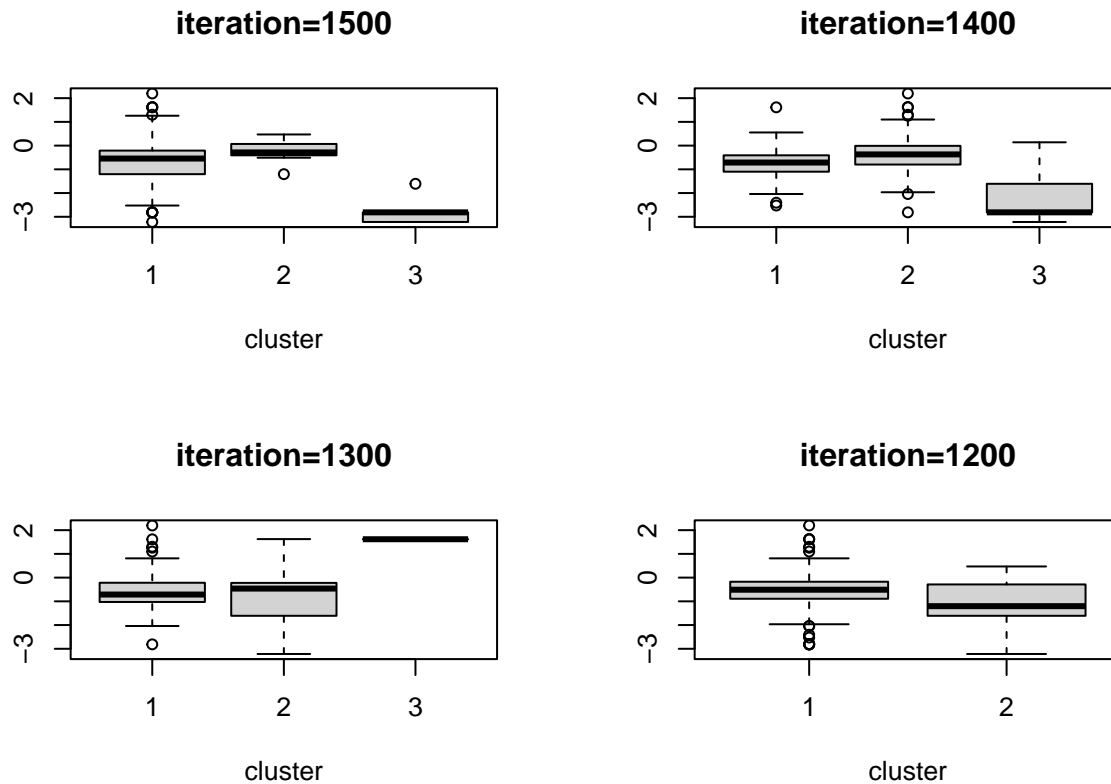 iteration=1500
2
0
−3
1 2 3
cluster
iteration=1400
2
0
−3
1 2 3
cluster
iteration=1300
2
0
−3
1 2 3
cluster
iteration=1200
2
0
−3
1 2
cluster